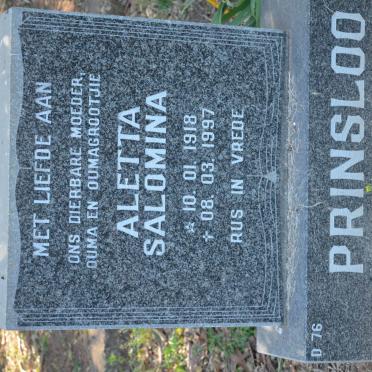 MET LIEFDE AAN
ONS DIERBARE MOEDER,
OUMA EN OUMAGROOTJIE
ALETTA
SALOMINA
☆ 10. 01. 1918
✝ 08. 03. 1997
RUS IN VREDE
PRINSLOO
D 76